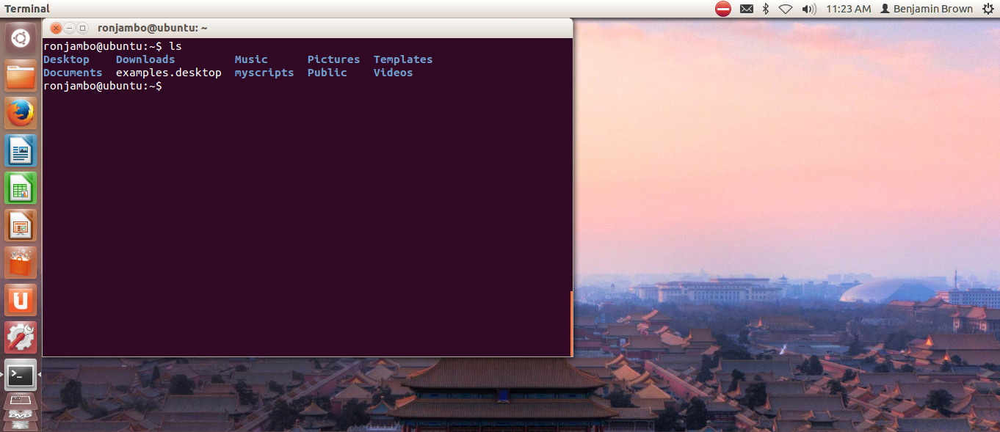 Terminal 11:23 AM Benjamin Brown
ronjambo@ubuntu: ~
ronjambo@ubuntu:~$ ls
Desktop Downloads Music Pictures Templates
Documents examples.desktop myscripts Public Videos
ronjambo@ubuntu:~$
>_
DVD